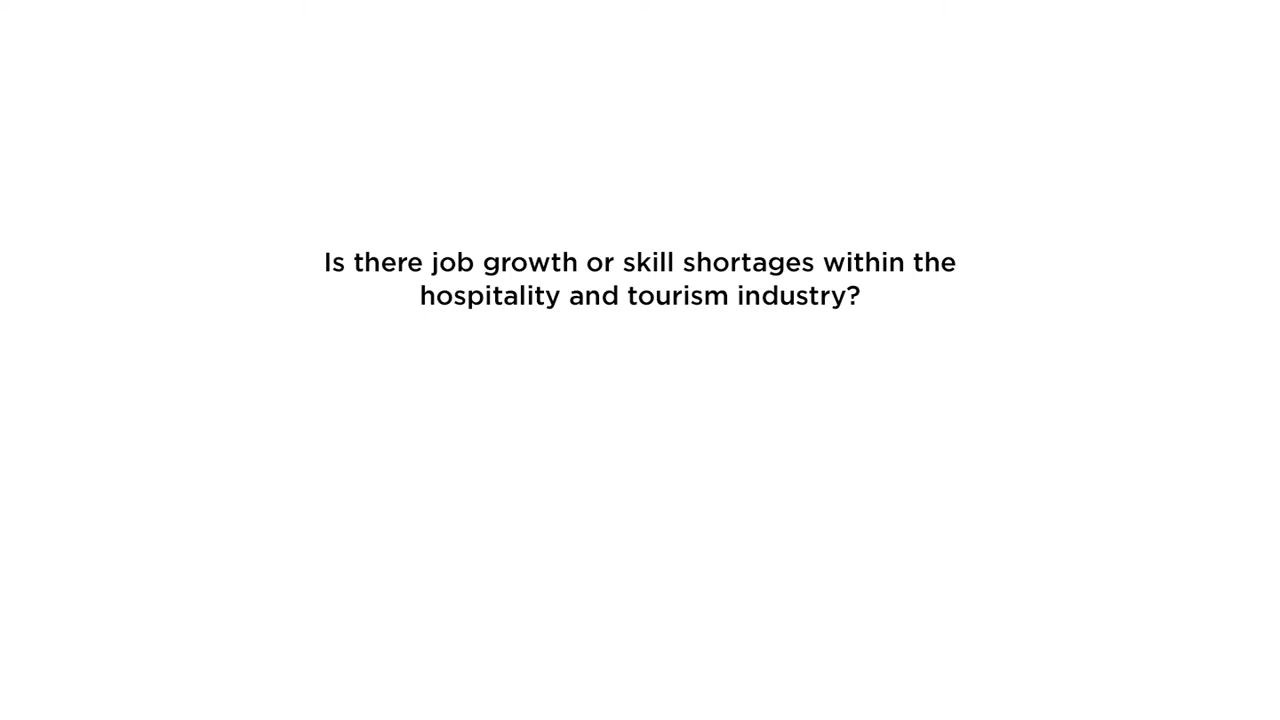 Is there job growth or skill shortages within the
hospitality and tourism industry?